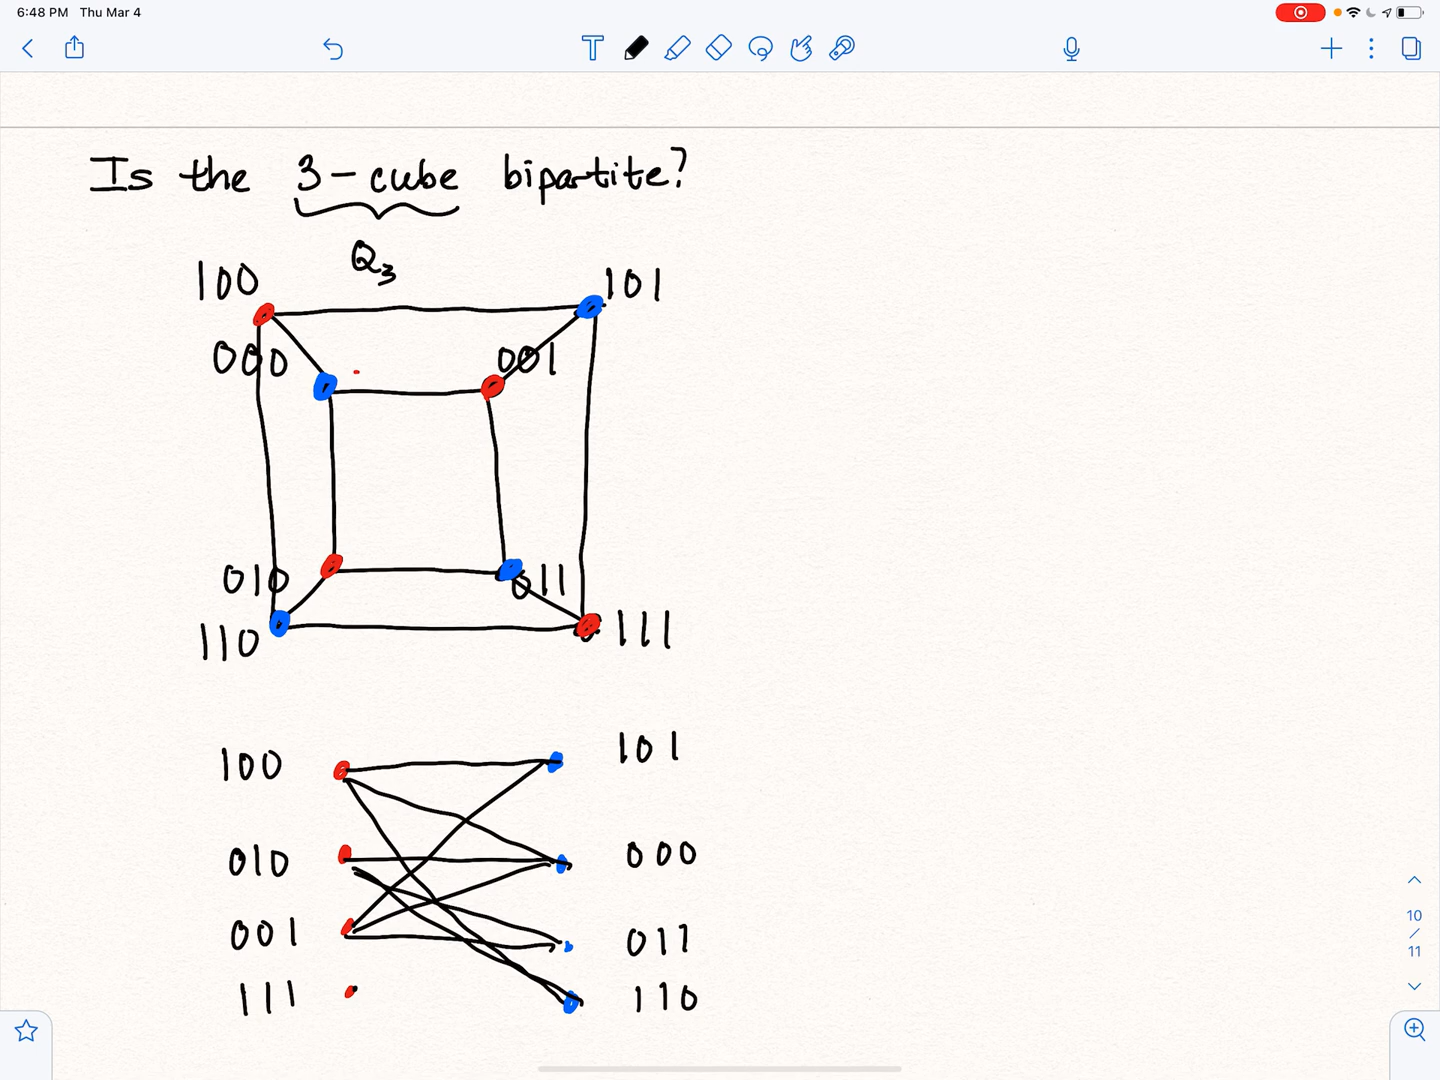 6:48 PM Thu Mar 4
T
Is the 3-cube bipartite?
Q3
100 101
000 001
010 011
110 111
100 101
010 000
001 011
111 110
10
/
11